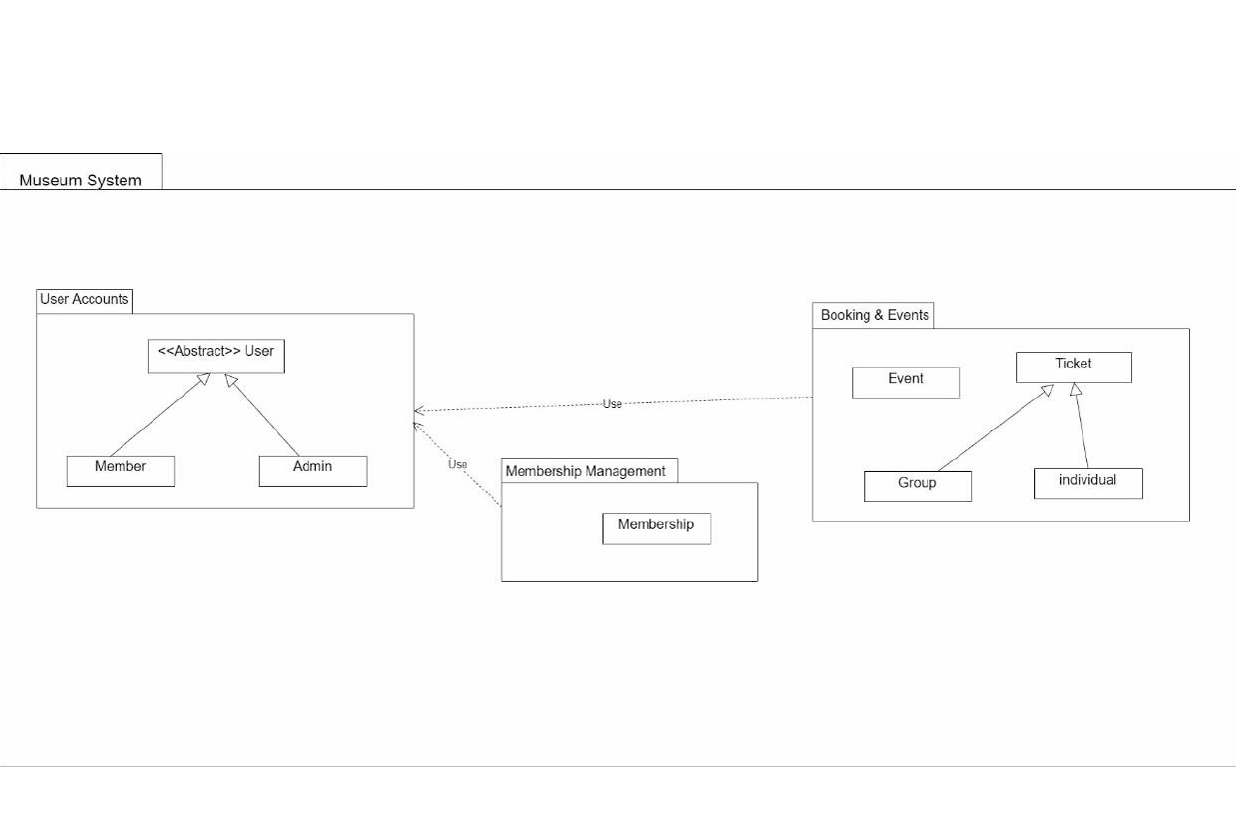 Museum System
User Accounts
<<Abstract>> User
Member
Admin
Use
Use
Membership Management
Membership
Booking & Events
Event
Ticket
Group
individual